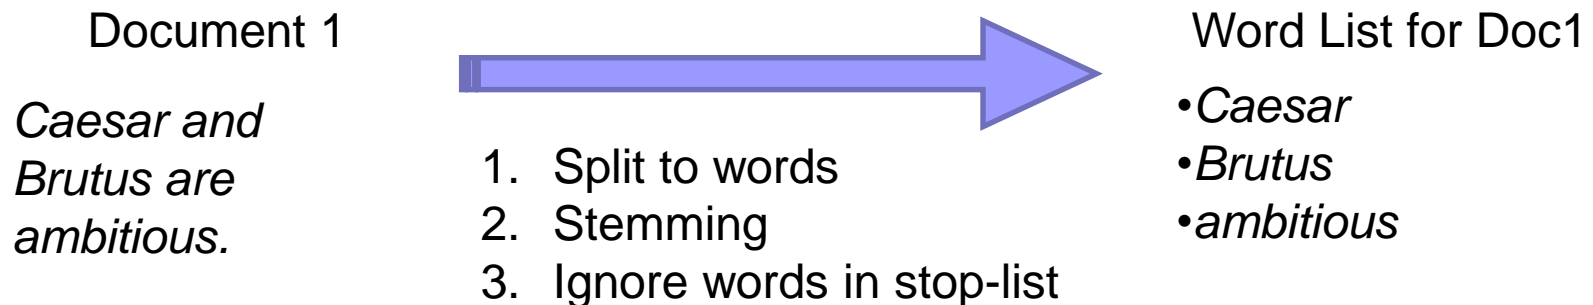 Document 1
Caesar and
Brutus are
ambitious.
1. Split to words
2. Stemming
3. Ignore words in stop-list
Word List for Doc1
•Caesar
•Brutus
•ambitious